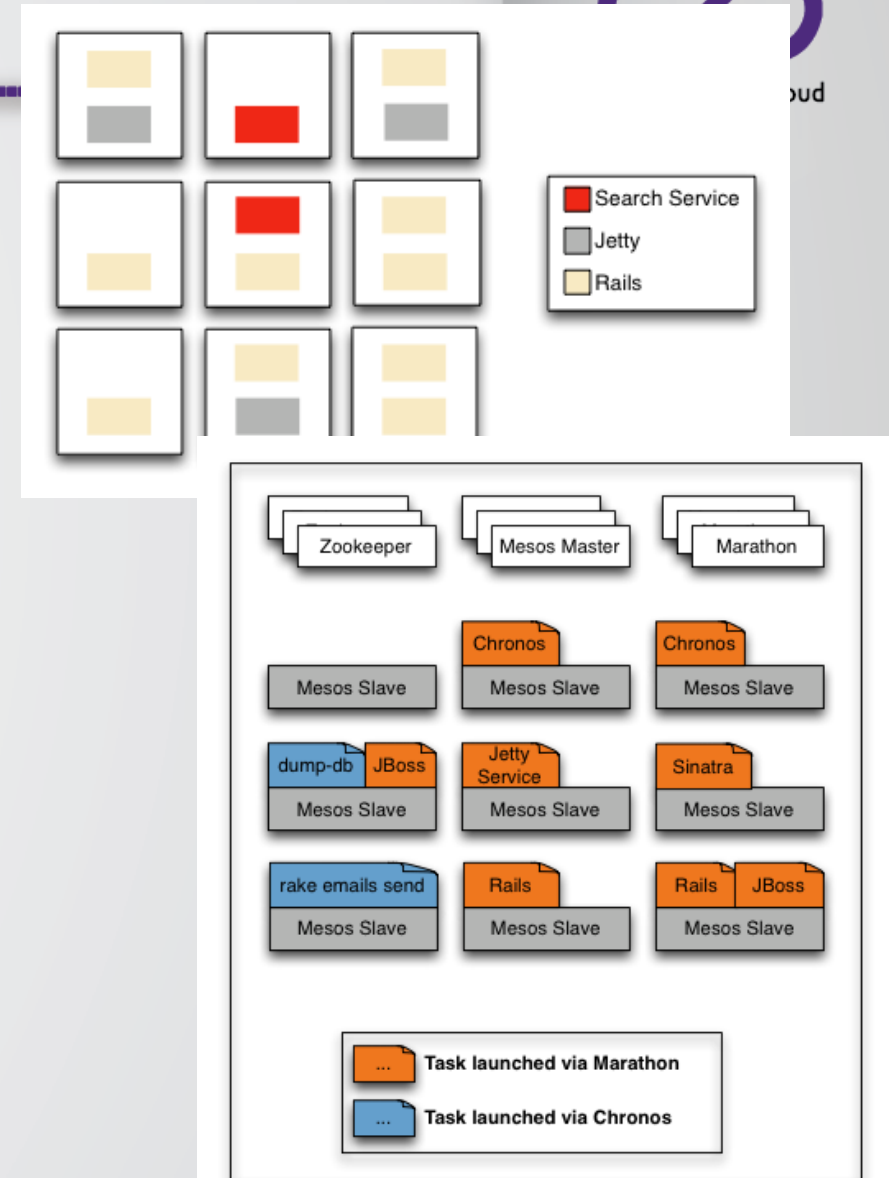 oud
Search Service
Jetty
Rails
Zookeeper
Mesos Master
Marathon
Chronos
Chronos
Mesos Slave
Mesos Slave
Mesos Slave
dump-db
JBoss
Jetty
Service
Sinatra
Mesos Slave
Mesos Slave
Mesos Slave
rake emails send
Rails
Rails
JBoss
Mesos Slave
Mesos Slave
Mesos Slave
... Task launched via Marathon
... Task launched via Chronos